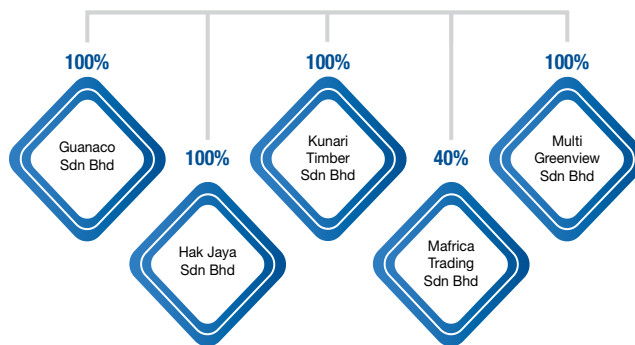 100%
Guanaco
Sdn Bhd
100%
Hak Jaya
Sdn Bhd
100%
Kunari
Timber
Sdn Bhd
40%
Mafrica
Trading
Sdn Bhd
100%
Multi
Greenview
Sdn Bhd